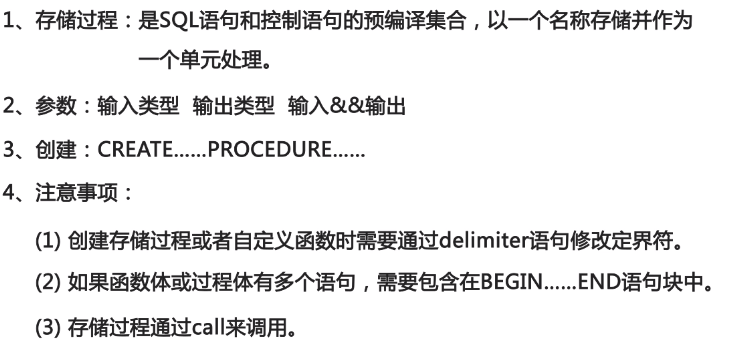 1、存储过程：是SQL语句和控制语句的预编译集合，以一个名称存储并作为
一个单元处理。
2、参数：输入类型 输出类型 输入&&输出
3、创建：CREATE……PROCEDURE……
4、注意事项：
(1) 创建存储过程或者自定义函数时需要通过delimiter语句修改定界符。
(2) 如果函数体或过程体有多个语句，需要包含在BEGIN……END语句块中。
(3) 存储过程通过call来调用。